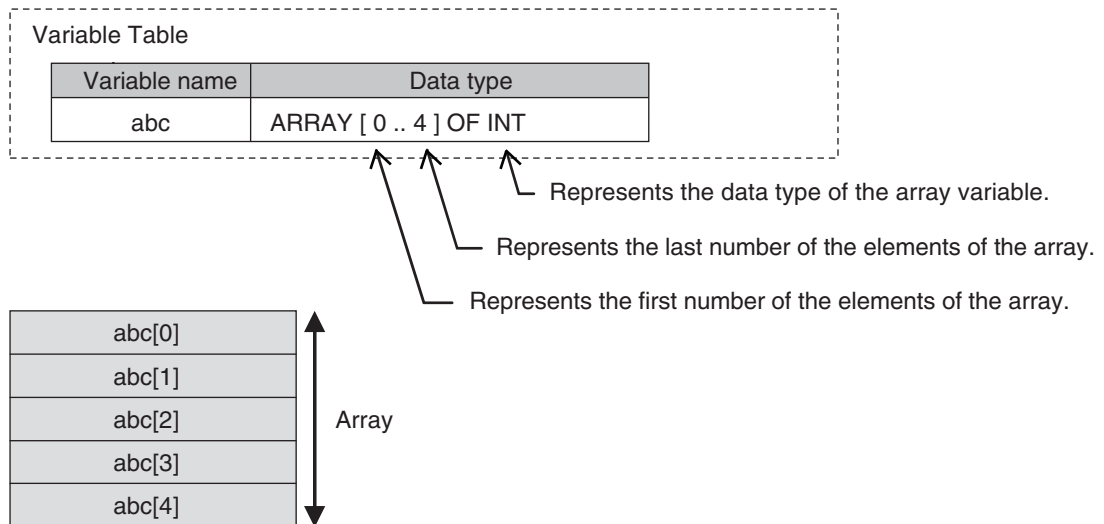 Variable Table
Variable name Data type
abc ARRAY [ 0 .. 4 ] OF INT
Represents the data type of the array variable.
Represents the last number of the elements of the array.
Represents the first number of the elements of the array.
abc[0]
abc[1]
abc[2]
Array
abc[3]
abc[4]